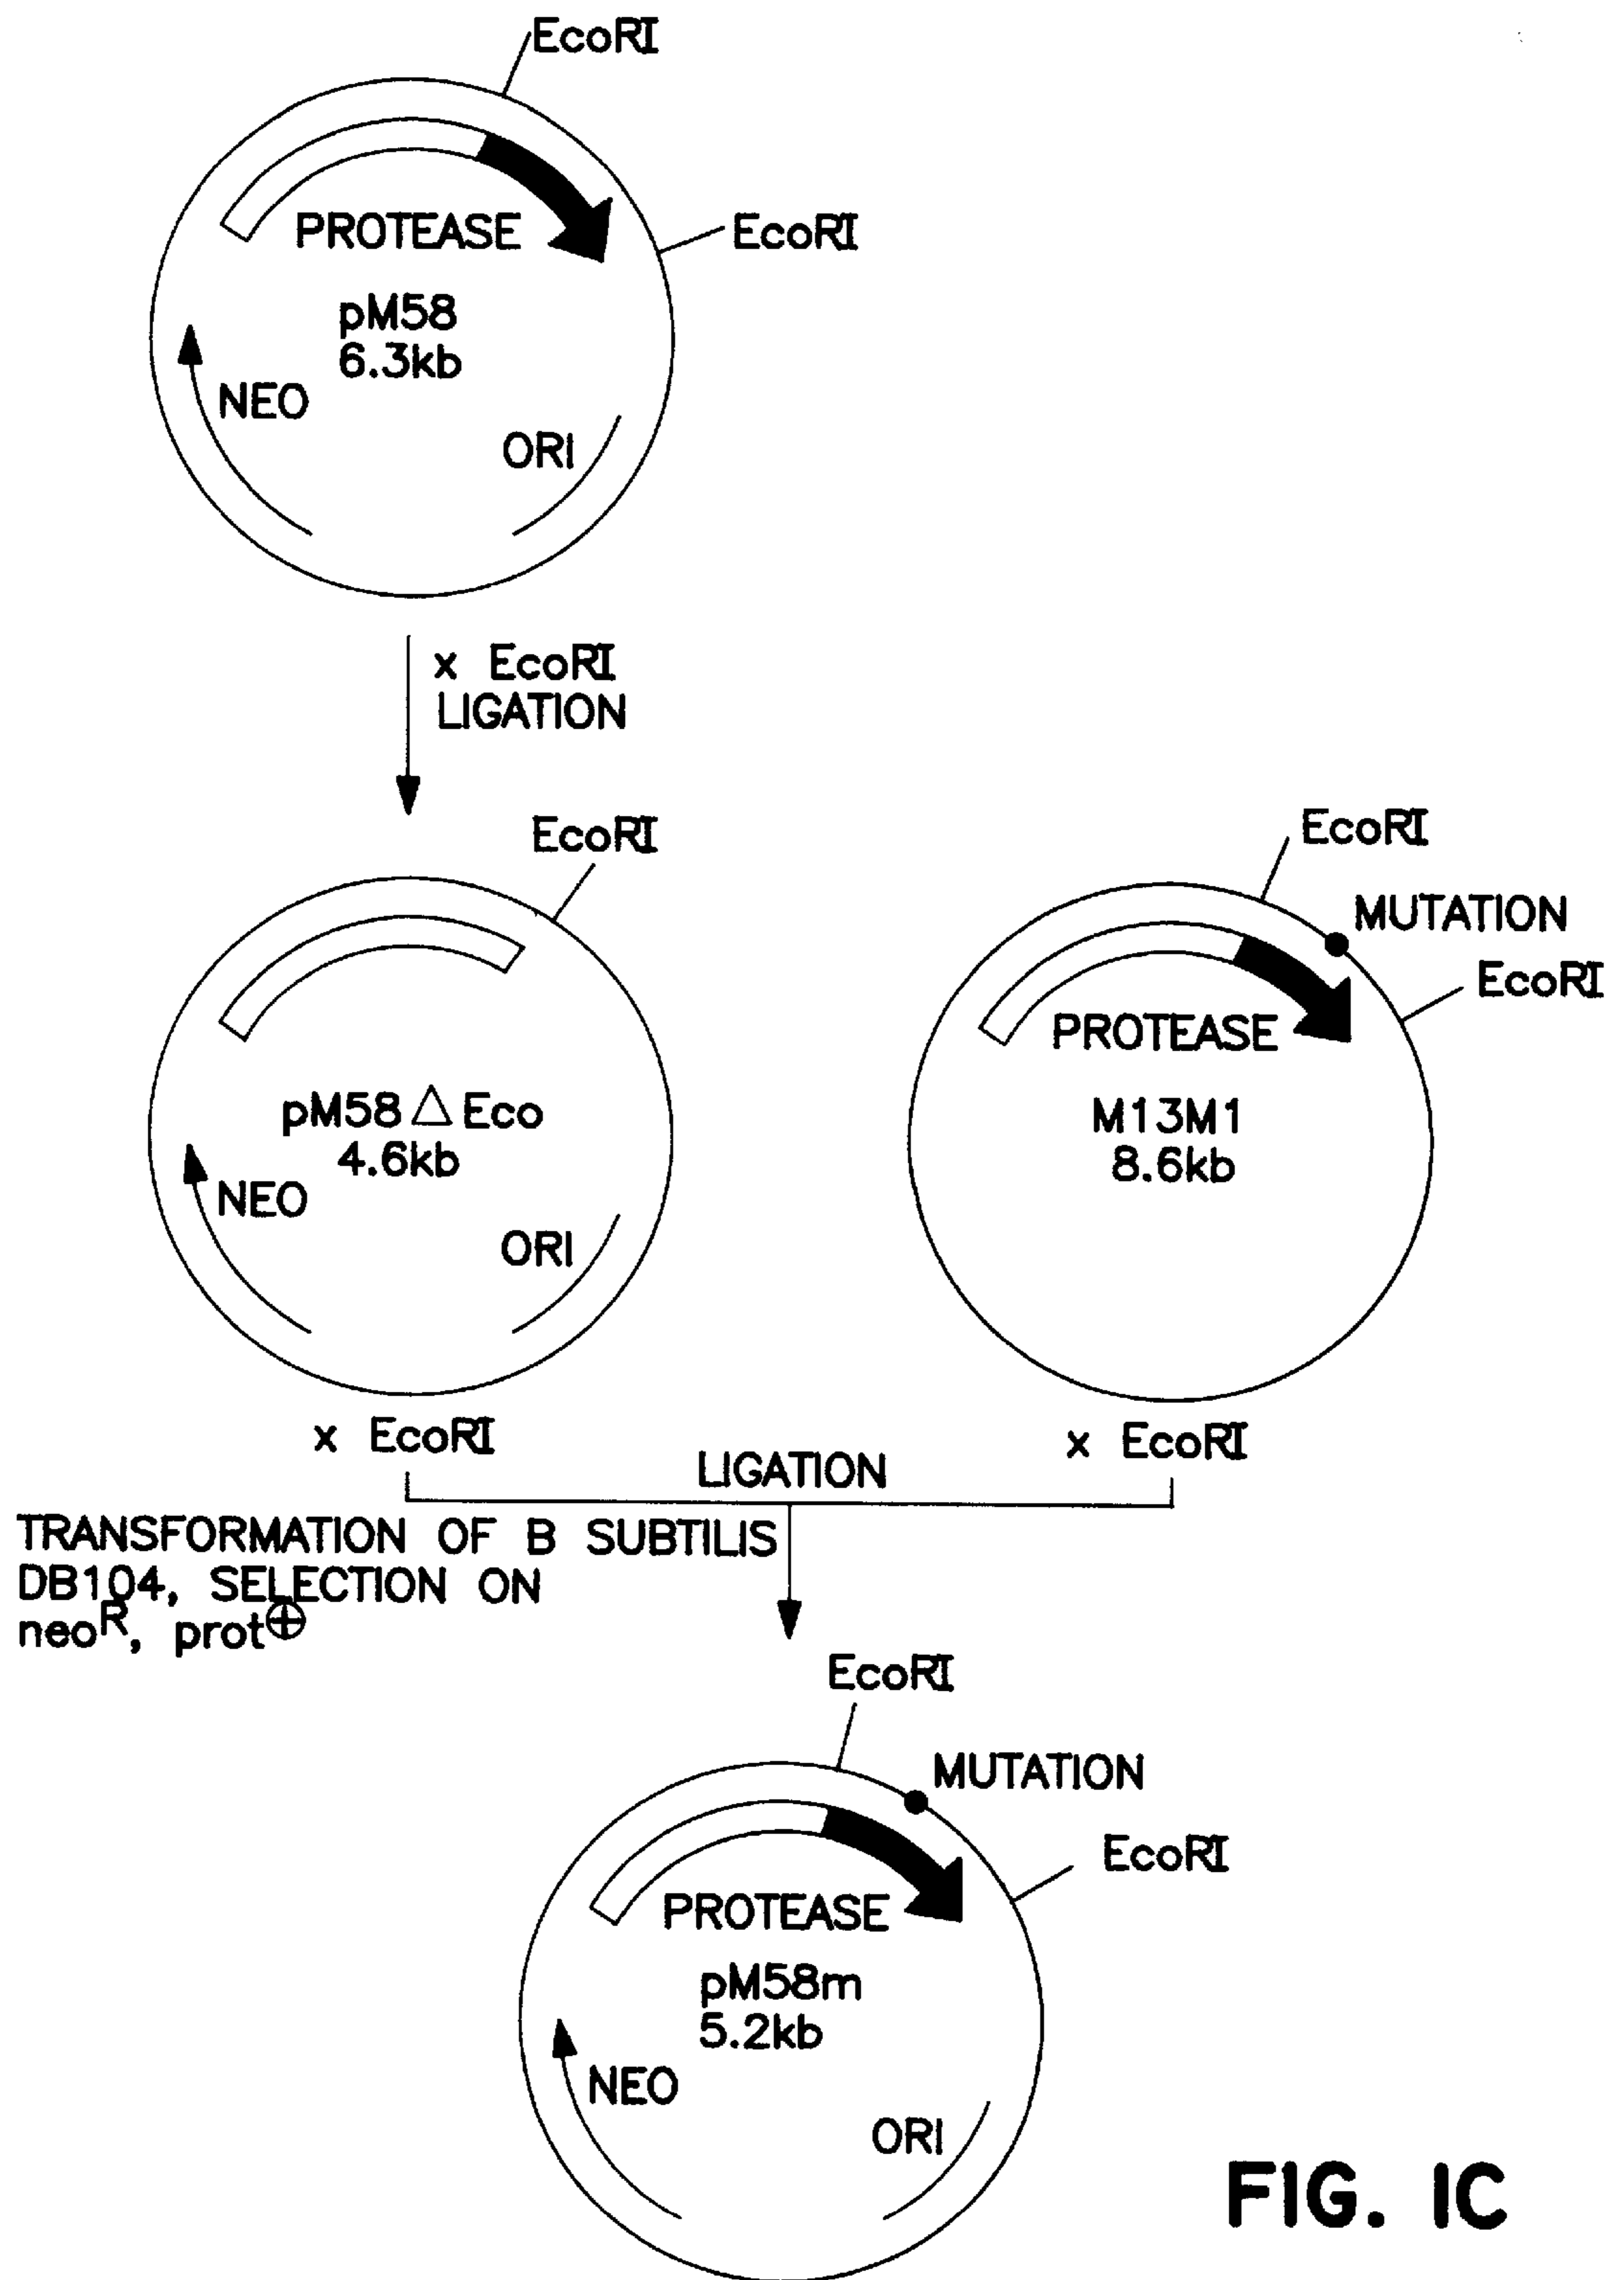 EcoRI
EcoRI
PROTEASE
pM58
6.3kb
NEO
ORI
x EcoRI
LIGATION
EcoRI
pM58 △ Eco
4.6kb
NEO
ORI
EcoRI
MUTATION
EcoRI
PROTEASE
M13M1
8.6kb
x EcoRI
x EcoRI
LIGATION
TRANSFORMATION OF B SUBTILIS
DB104, SELECTION ON
neoR, prot⊕
EcoRI
MUTATION
EcoRI
PROTEASE
pM58m
5.2kb
NEO
ORI
FIG. 1C